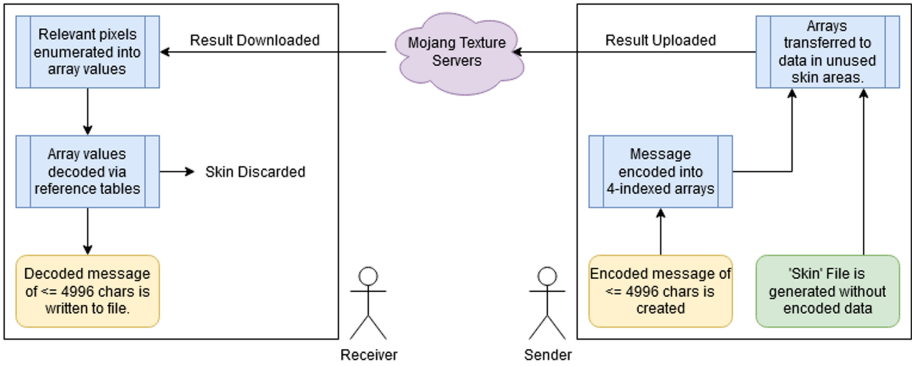 Relevant pixels
enumerated into
array values
Result Downloaded
Mojang Texture
Servers
Result Uploaded
Arrays
transferred to
data in unused
skin areas.
Array values
decoded via
reference tables
Skin Discarded
Message
encoded into
4-indexed arrays
Decoded message
of <= 4996 chars is
written to file.
Encoded message of
<= 4996 chars is
created
'Skin' File is
generated without
encoded data
Receiver
Sender